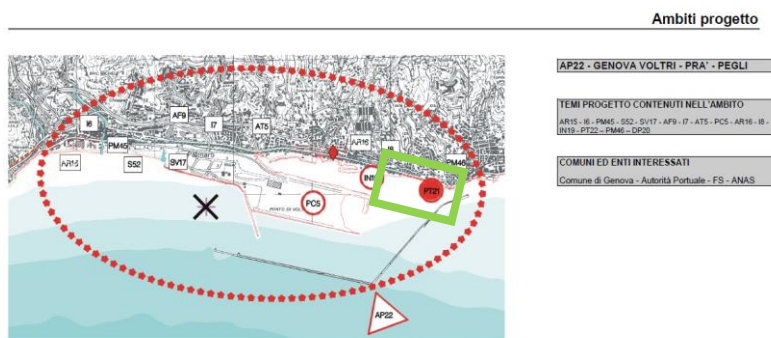 Ambiti progetto
AP22 - GENOVA VOLTRI - PRA' - PEGLI
TEMI PROGETTO CONTENUTI NELL'AMBITO
AR15 - I6 - PM45 - S52 - SV17 - AF9 - I7 - AT5 - PC5 - AR16 - I8 -
IN19 - PT22 - PM46 - DP20
COMUNI ED ENTI INTERESSATI
Comune di Genova - Autorità Portuale - FS - ANAS
I6
AF9
I7
AT5
PM45
AR15
S52
SV17
AR16
I8
PM46
PT21
PC5
AP22